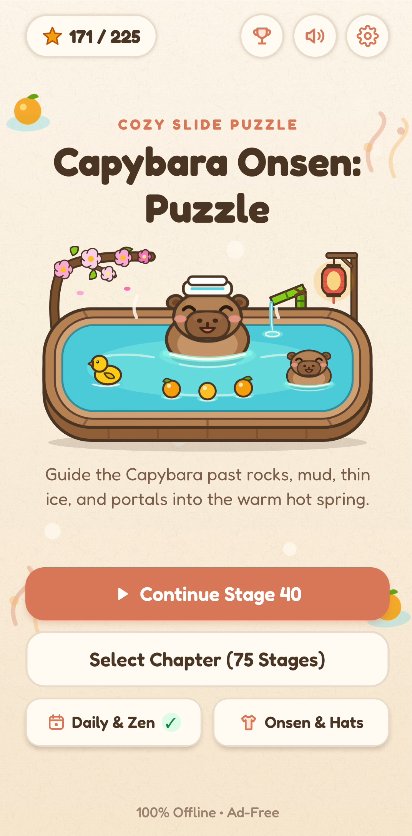 171 / 225
COZY SLIDE PUZZLE
Capybara Onsen:
Puzzle
Guide the Capybara past rocks, mud, thin
ice, and portals into the warm hot spring.
Continue Stage 40
Select Chapter (75 Stages)
Daily & Zen ✓
Onsen & Hats
100% Offline • Ad-Free